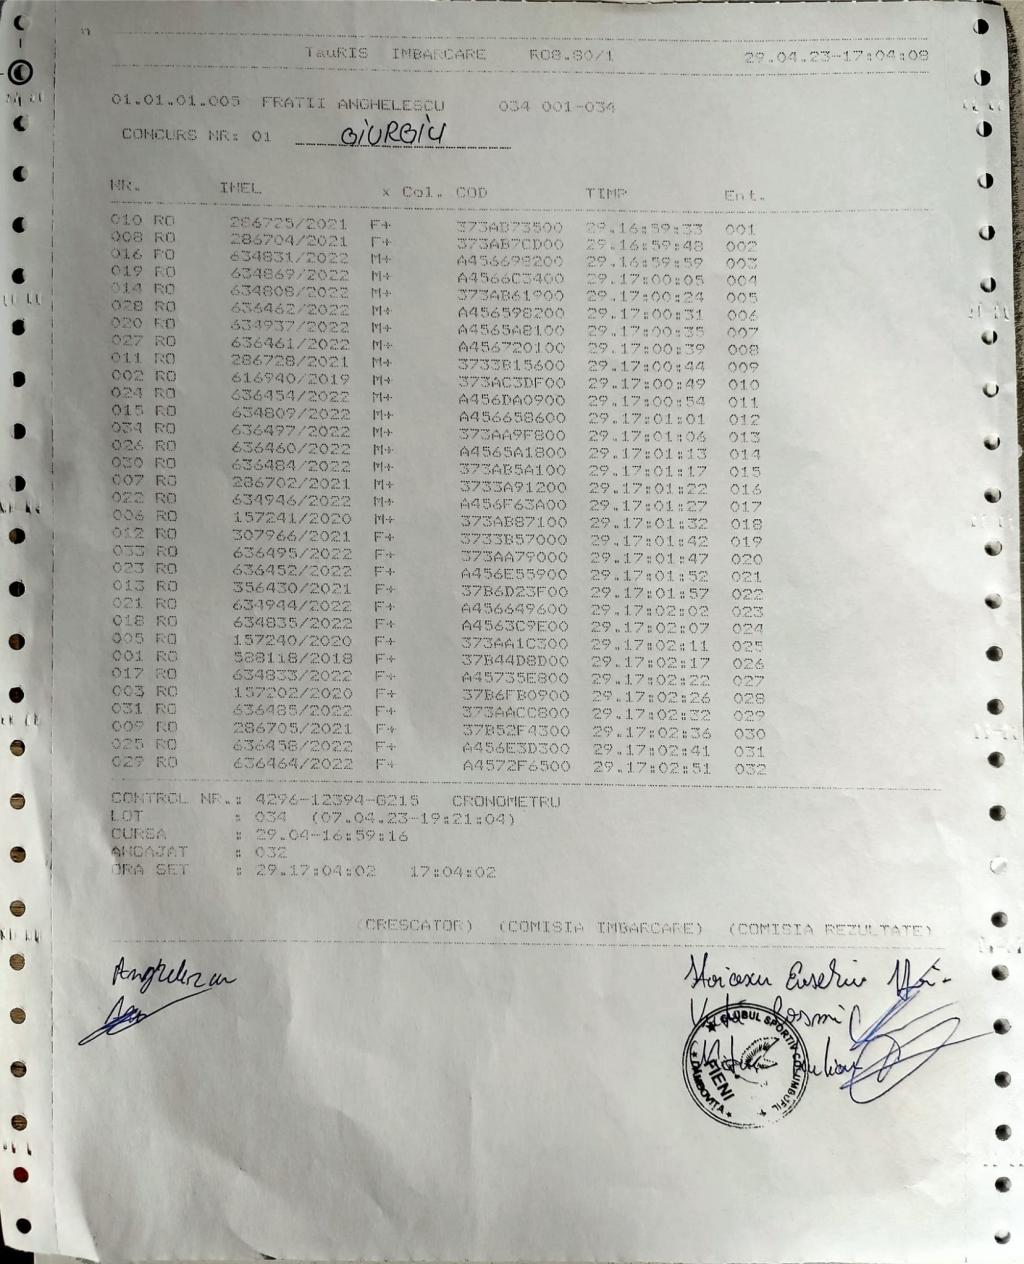 TauRIS IMBARCARE R08.80/1 29.04.23-17:04:08
01.01.01.005 FRATII ANGHELESCU 034 001-034
CONCURS NR: 01 GIURGIU
NR. INEL x Col. COD TIMP Ent.
010 RO 286725/2021 F+ 373AB73500 29.16:59:33 001
008 RO 286704/2021 F+ 373AB7CD00 29.16:59:48 002
016 RO 634831/2022 M+ A456698200 29.16:59:59 003
019 RO 634869/2022 M+ A4566C3400 29.17:00:05 004
014 RO 634808/2022 M+ 373AB61900 29.17:00:24 005
028 RO 636462/2022 M+ A456598200 29.17:00:31 006
020 RO 634937/2022 M+ A4565A8100 29.17:00:35 007
027 RO 636461/2022 M+ A456720100 29.17:00:39 008
011 RO 286728/2021 M+ 3733B15600 29.17:00:44 009
002 RO 616940/2019 M+ 373AC3DF00 29.17:00:49 010
024 RO 636454/2022 M+ A456DA0900 29.17:00:54 011
015 RO 634809/2022 M+ A456658600 29.17:01:01 012
034 RO 636497/2022 M+ 373AA9F800 29.17:01:06 013
026 RO 636460/2022 M+ A4565A1800 29.17:01:13 014
030 RO 636484/2022 M+ 373AB5A100 29.17:01:17 015
007 RO 286702/2021 M+ 3733A91200 29.17:01:22 016
022 RO 634946/2022 M+ A456F63A00 29.17:01:27 017
006 RO 157241/2020 M+ 373AB87100 29.17:01:32 018
012 RO 307966/2021 F+ 3733B57000 29.17:01:42 019
033 RO 636495/2022 F+ 373AA79000 29.17:01:47 020
023 RO 636452/2022 F+ A456E55900 29.17:01:52 021
013 RO 356430/2021 F+ 37B6D23F00 29.17:01:57 022
021 RO 634944/2022 F+ A456649600 29.17:02:02 023
018 RO 634835/2022 F+ A4563C9E00 29.17:02:07 024
005 RO 157240/2020 F+ 373AA1C300 29.17:02:11 025
001 RO 588118/2018 F+ 37B44D8D00 29.17:02:17 026
017 RO 634833/2022 F+ A45735E800 29.17:02:22 027
003 RO 157202/2020 F+ 37B6FB0900 29.17:02:26 028
031 RO 636485/2022 F+ 373AACC800 29.17:02:32 029
009 RO 286705/2021 F+ 37B52F4300 29.17:02:36 030
025 RO 636458/2022 F+ A456E3D300 29.17:02:41 031
029 RO 636464/2022 F+ A4572F6500 29.17:02:51 032
CONTROL NR.: 4296-12394-G215 CRONOMETRU
LOT : 034 (07.04.23-19:21:04)
CURSA : 29.04-16:59:16
ANGAJAT : 032
ORA SET : 29.17:04:02 17:04:02
(CRESCATOR) (COMISIA IMBARCARE) (COMISIA REZULTATE)
CLUBUL SPORTIV COLUMBOFIL
FIENI
DAMBOVITA